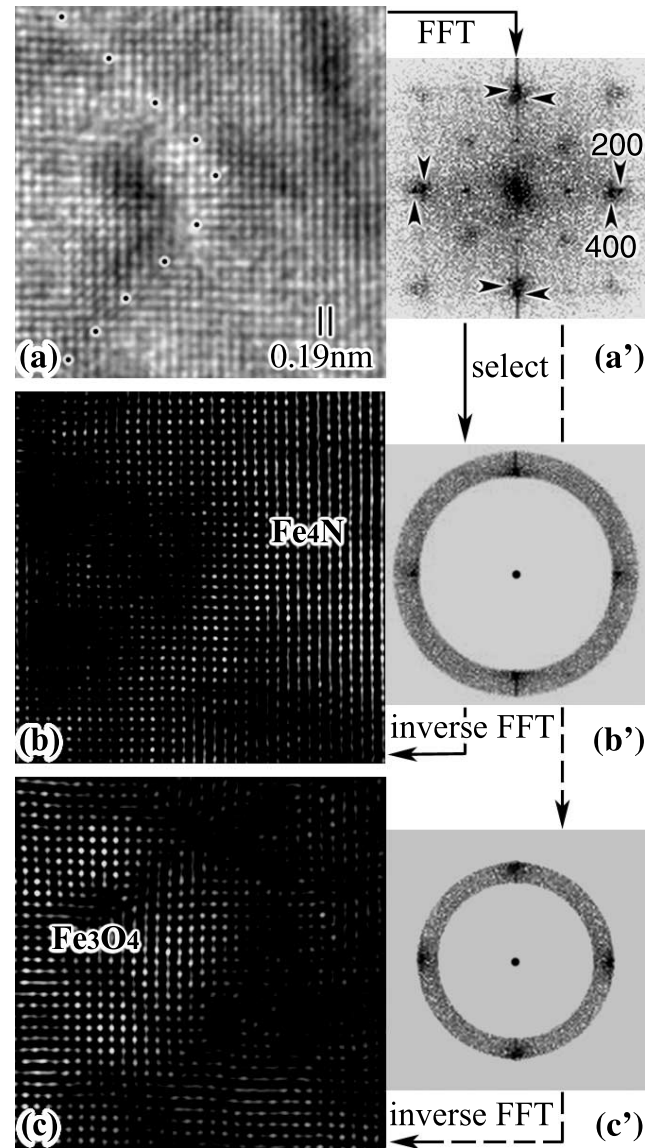 FFT
200
400
0.19nm
(a)
(a')
select
Fe4N
(b)
inverse FFT
(b')
Fe3O4
(c)
inverse FFT
(c')